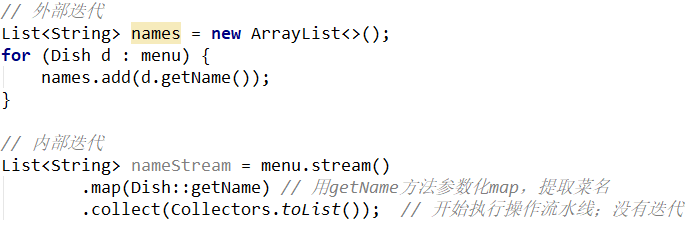 // 外部迭代
List<String> names = new ArrayList<>();
for (Dish d : menu) {
    names.add(d.getName());
}
// 内部迭代
List<String> nameStream = menu.stream()
        .map(Dish::getName) // 用getName方法参数化map，提取菜名
        .collect(Collectors.toList());  // 开始执行操作流水线；没有迭代